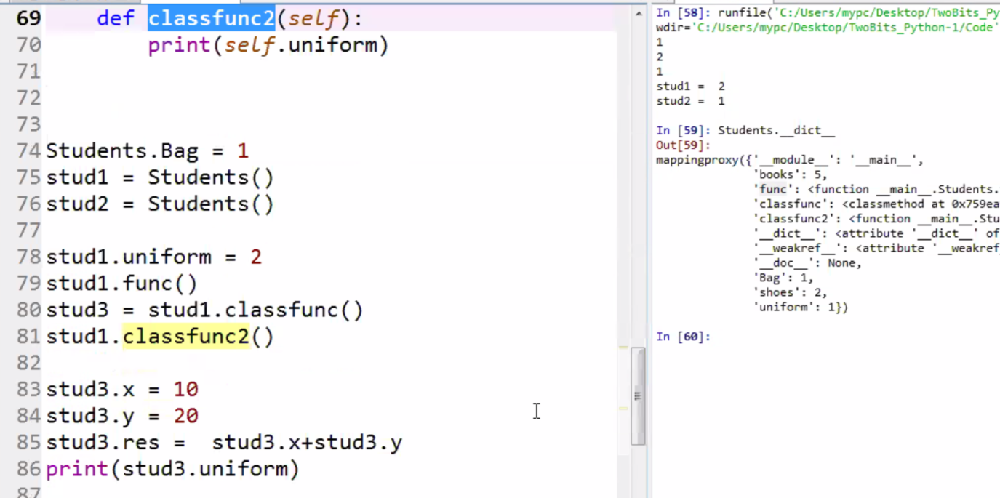 69 def classfunc2(self):
70 print(self.uniform)
71
72
73
74 Students.Bag = 1
75 stud1 = Students()
76 stud2 = Students()
77
78 stud1.uniform = 2
79 stud1.func()
80 stud3 = stud1.classfunc()
81 stud1.classfunc2()
82
83 stud3.x = 10
84 stud3.y = 20
85 stud3.res =  stud3.x+stud3.y
86 print(stud3.uniform)
87
In [58]: runfile('C:/Users/mypc/Desktop/TwoBits_Py
wdir='C:/Users/mypc/Desktop/TwoBits_Python-1/Code'
1
2
1
stud1 =  2
stud2 =  1
In [59]: Students.__dict__
Out[59]:
mappingproxy({'__module__': '__main__',
'books': 5,
'func': <function __main__.Students.
'classfunc': <classmethod at 0x759ea
'classfunc2': <function __main__.Stu
'__dict__': <attribute '__dict__' of
'__weakref__': <attribute '__weakref_
'__doc__': None,
'Bag': 1,
'shoes': 2,
'uniform': 1})
In [60]: